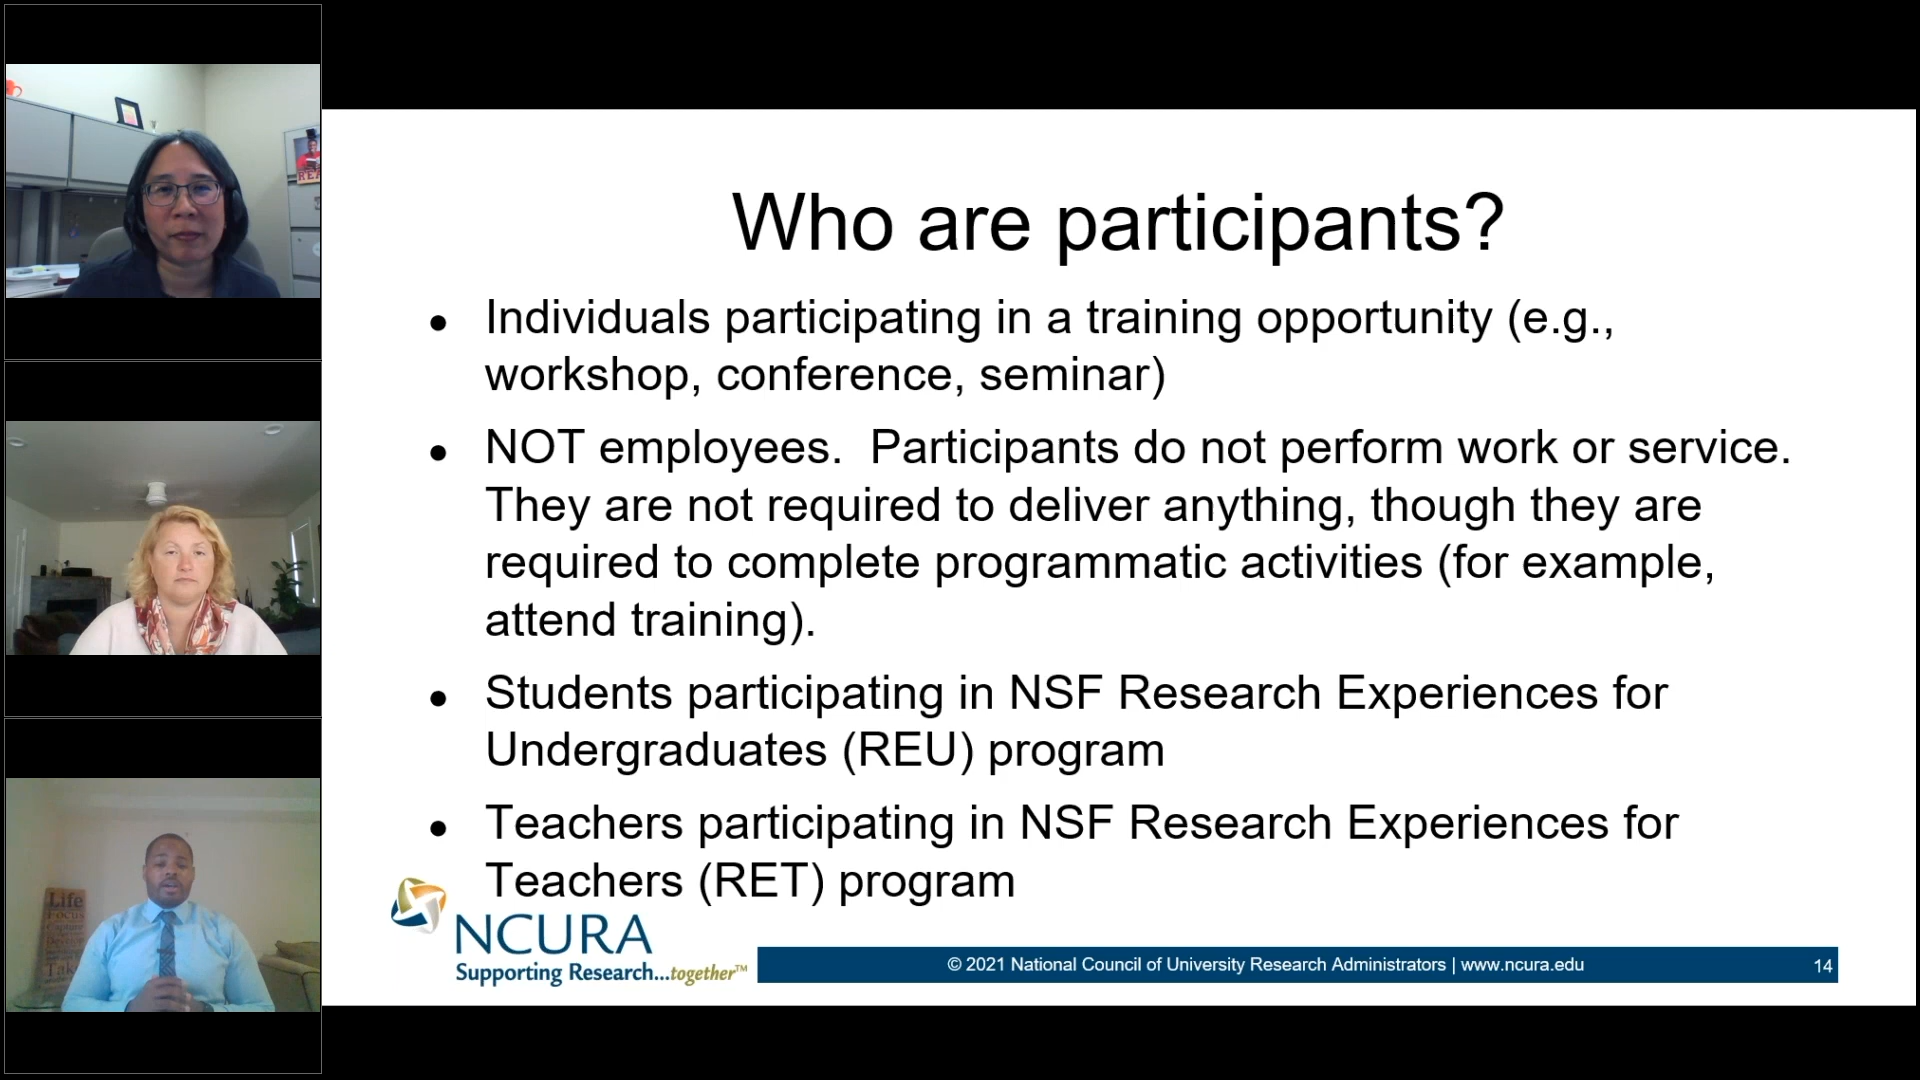 Who are participants?
● Individuals participating in a training opportunity (e.g.,
workshop, conference, seminar)
● NOT employees.  Participants do not perform work or service.
They are not required to deliver anything, though they are
required to complete programmatic activities (for example,
attend training).
● Students participating in NSF Research Experiences for
Undergraduates (REU) program
● Teachers participating in NSF Research Experiences for
Teachers (RET) program
NCURA
Supporting Research...together™
© 2021 National Council of University Research Administrators | www.ncura.edu
14
Life
Focus
Capture